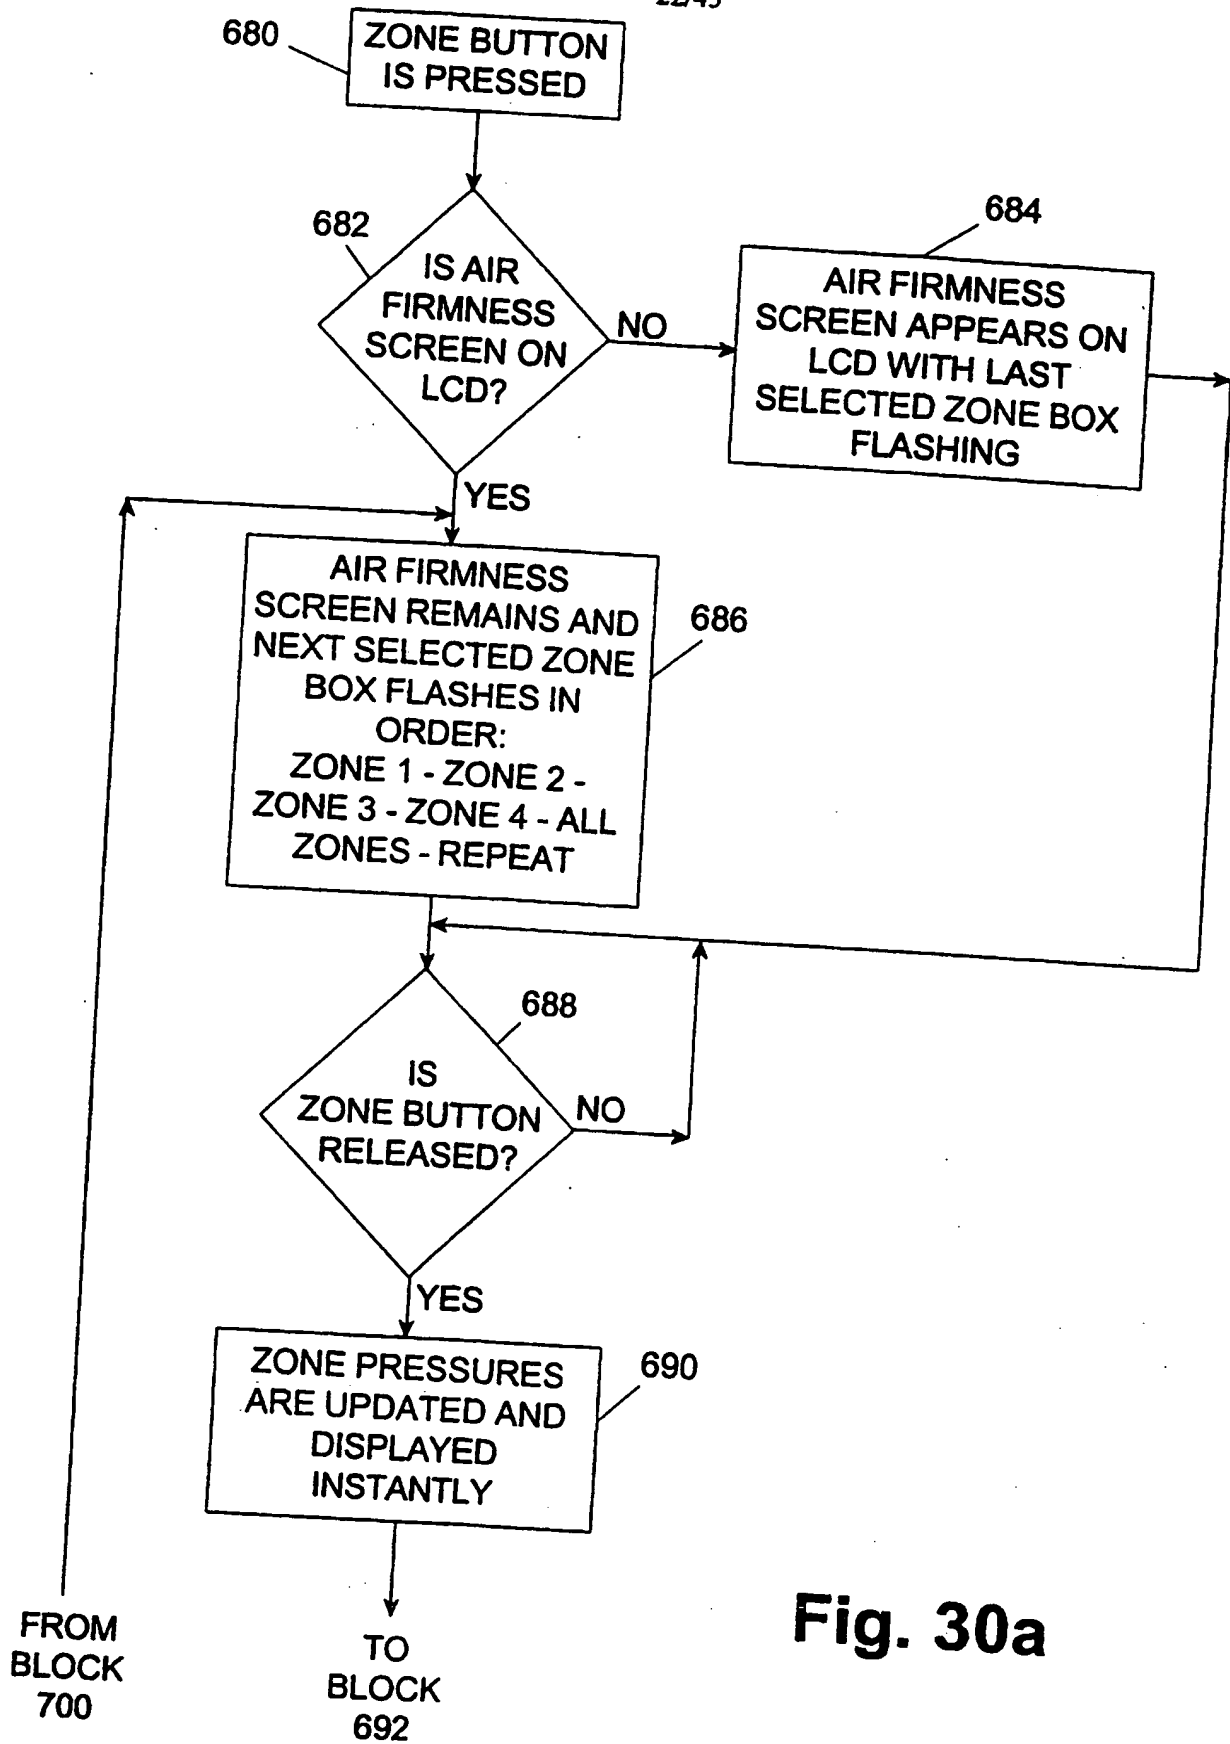 680
ZONE BUTTON
IS PRESSED
682
IS AIR
FIRMNESS
SCREEN ON
LCD?
NO
684
AIR FIRMNESS
SCREEN APPEARS ON
LCD WITH LAST
SELECTED ZONE BOX
FLASHING
YES
AIR FIRMNESS
SCREEN REMAINS AND
NEXT SELECTED ZONE
BOX FLASHES IN
ORDER:
ZONE 1 - ZONE 2 -
ZONE 3 - ZONE 4 - ALL
ZONES - REPEAT
686
688
IS
ZONE BUTTON
RELEASED?
NO
YES
ZONE PRESSURES
ARE UPDATED AND
DISPLAYED
INSTANTLY
690
FROM
BLOCK
700
TO
BLOCK
692
Fig. 30a